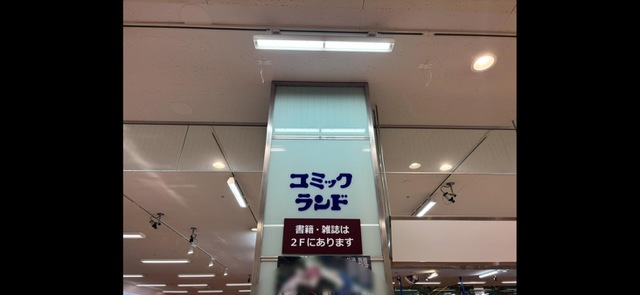 コミック
ランド
書籍・雑誌は
2Fにあります